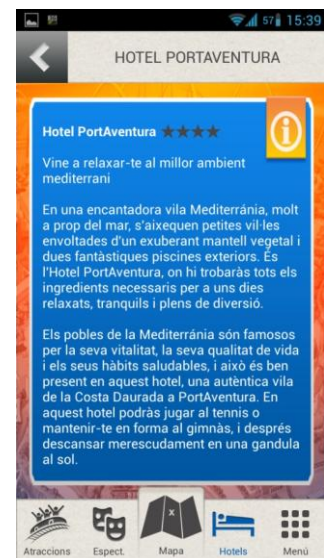 57 15:39
HOTEL PORTAVENTURA
Hotel PortAventura ★★★★
Vine a relaxar-te al millor ambient
mediterrani
En una encantadora vila Mediterránia, molt
a prop del mar, s'aixequen petites vil·les
envoltades d'un exuberant mantell vegetal i
dues fantàstiques piscines exteriors. És
l'Hotel PortAventura, on hi trobaràs tots els
ingredients necessaris per a uns dies
relaxats, tranquils i plens de diversió.
Els pobles de la Mediterránia són famosos
per la seva vitalitat, la seva qualitat de vida
i els seus hàbits saludables, i això és ben
present en aquest hotel, una autèntica vila
de la Costa Daurada a PortAventura. En
aquest hotel podràs jugar al tennis o
mantenir-te en forma al gimnàs, i després
descansar merescudament en una gandula
al sol.
Atraccions Espect. Mapa Hotels Menú